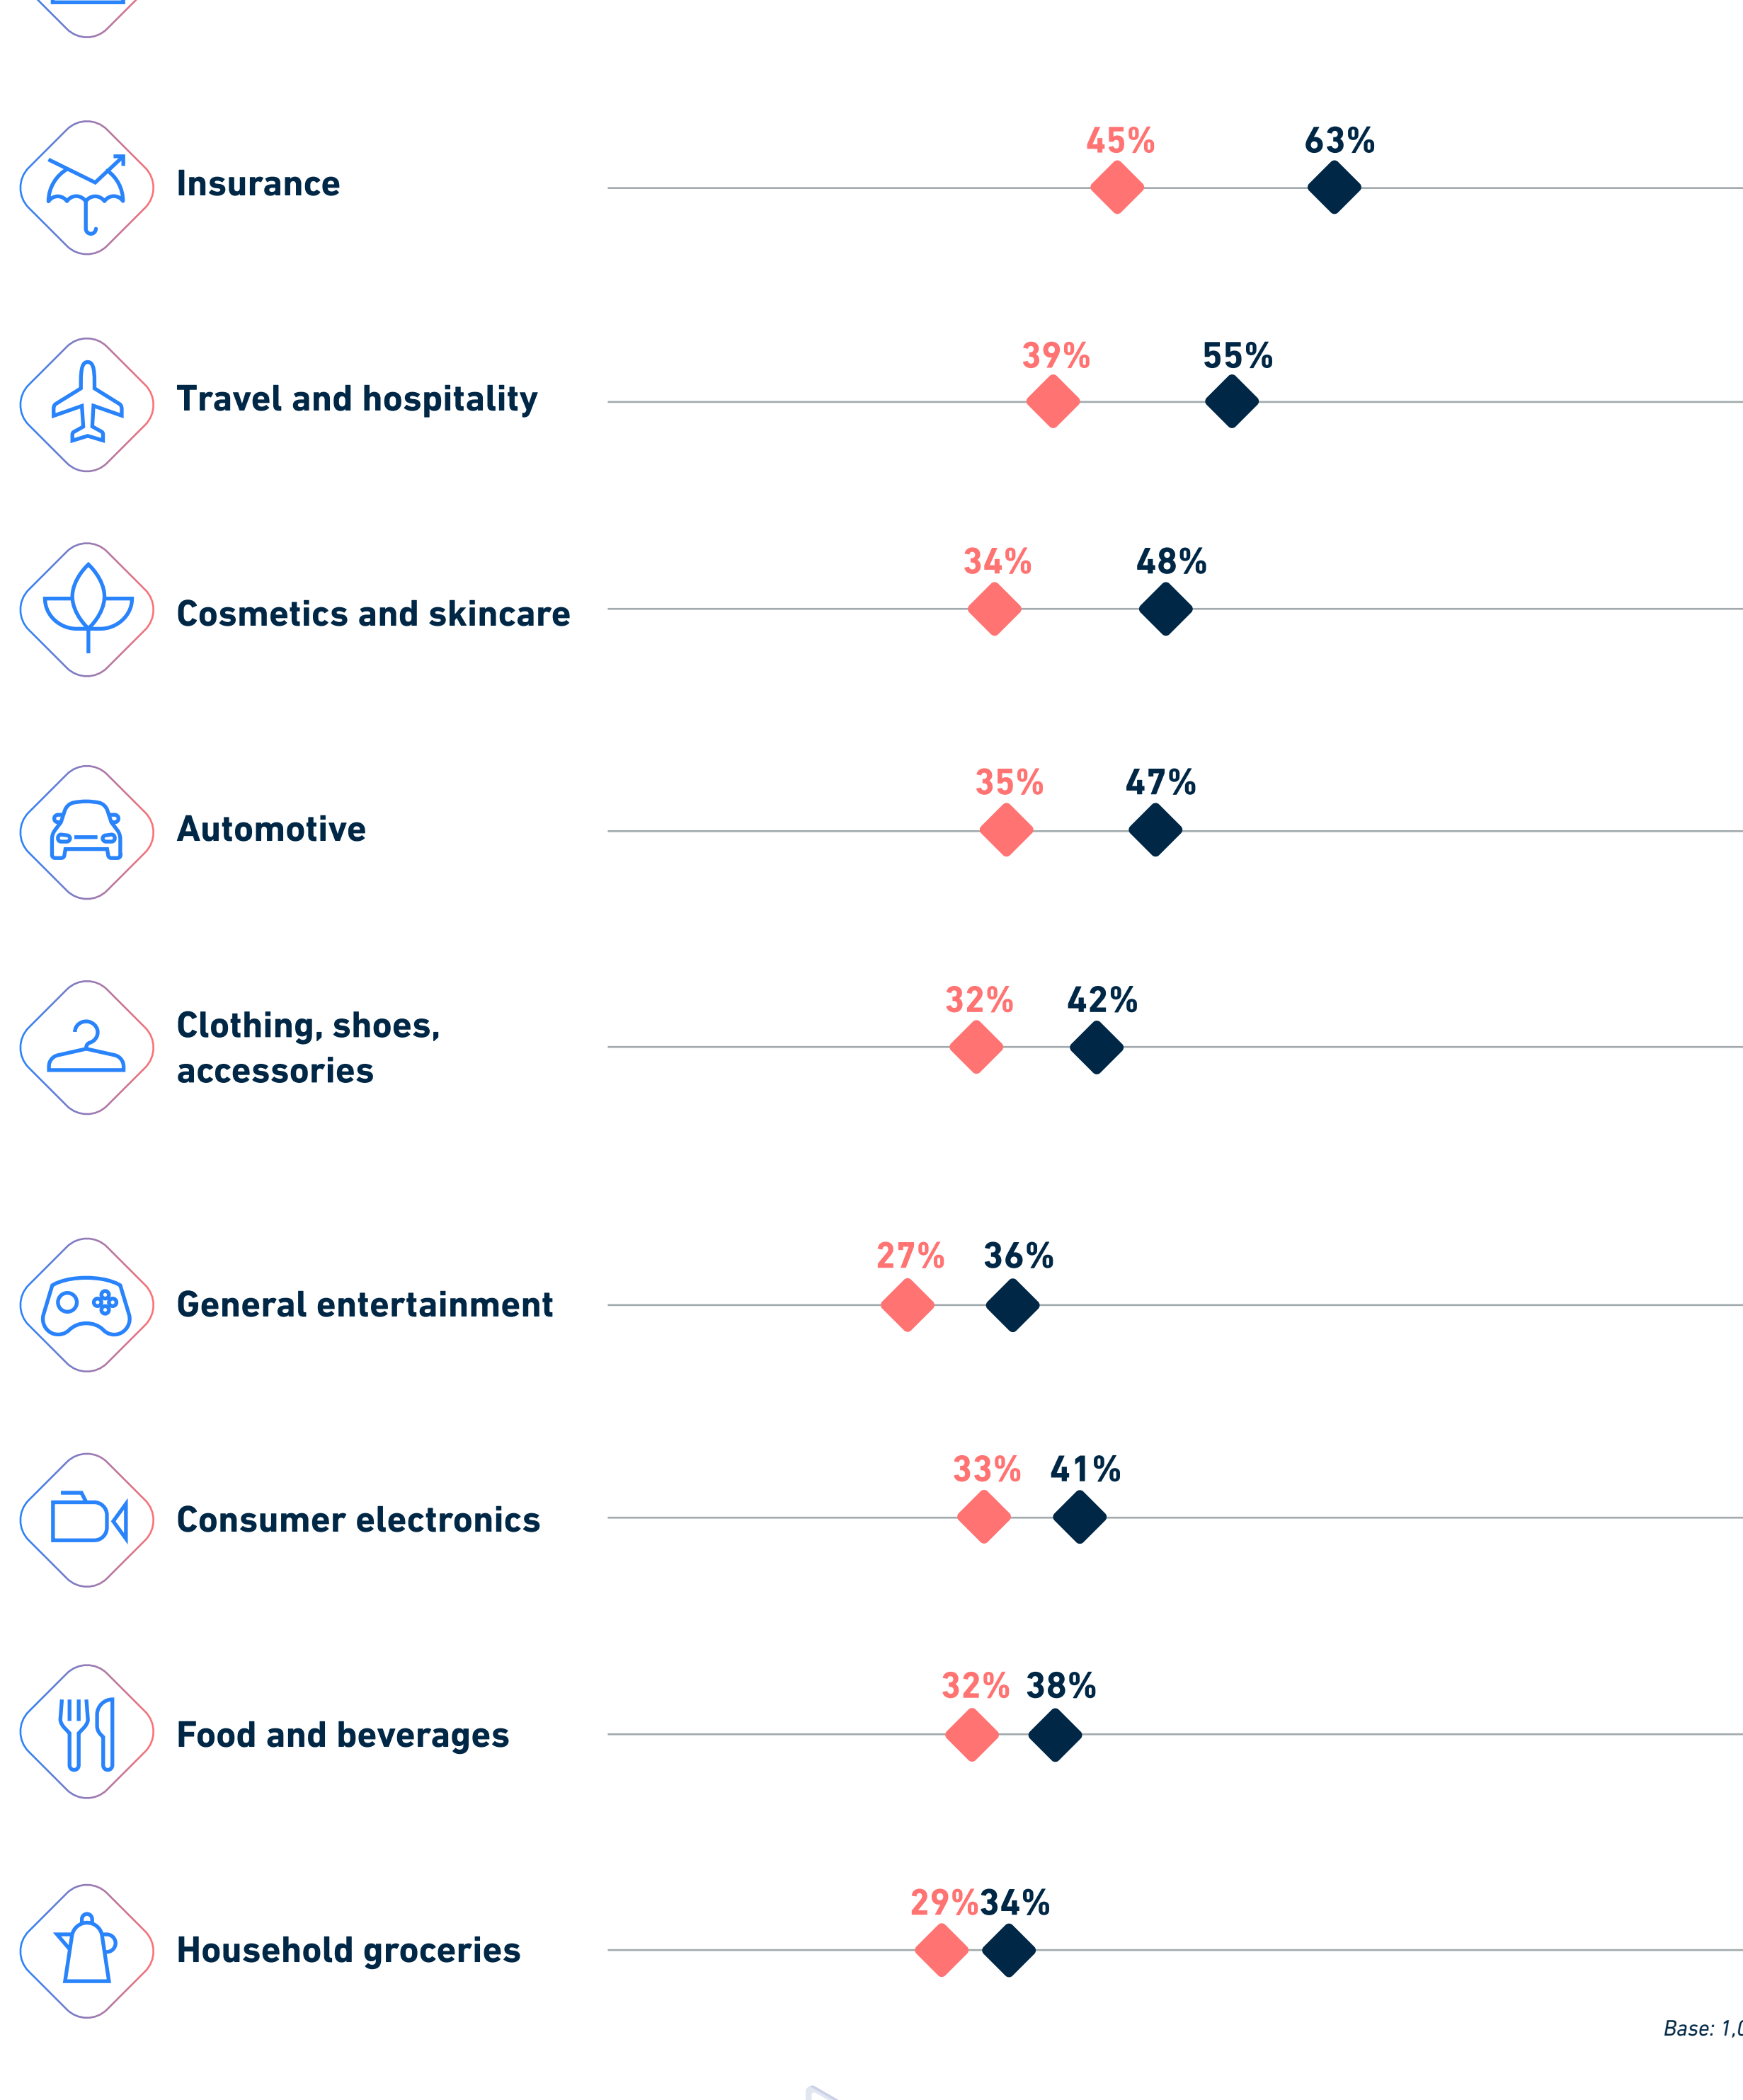 45% 63%
Insurance
39% 55%
Travel and hospitality
34% 48%
Cosmetics and skincare
35% 47%
Automotive
32% 42%
Clothing, shoes,
accessories
27% 36%
General entertainment
33% 41%
Consumer electronics
32% 38%
Food and beverages
29% 34%
Household groceries
Base: